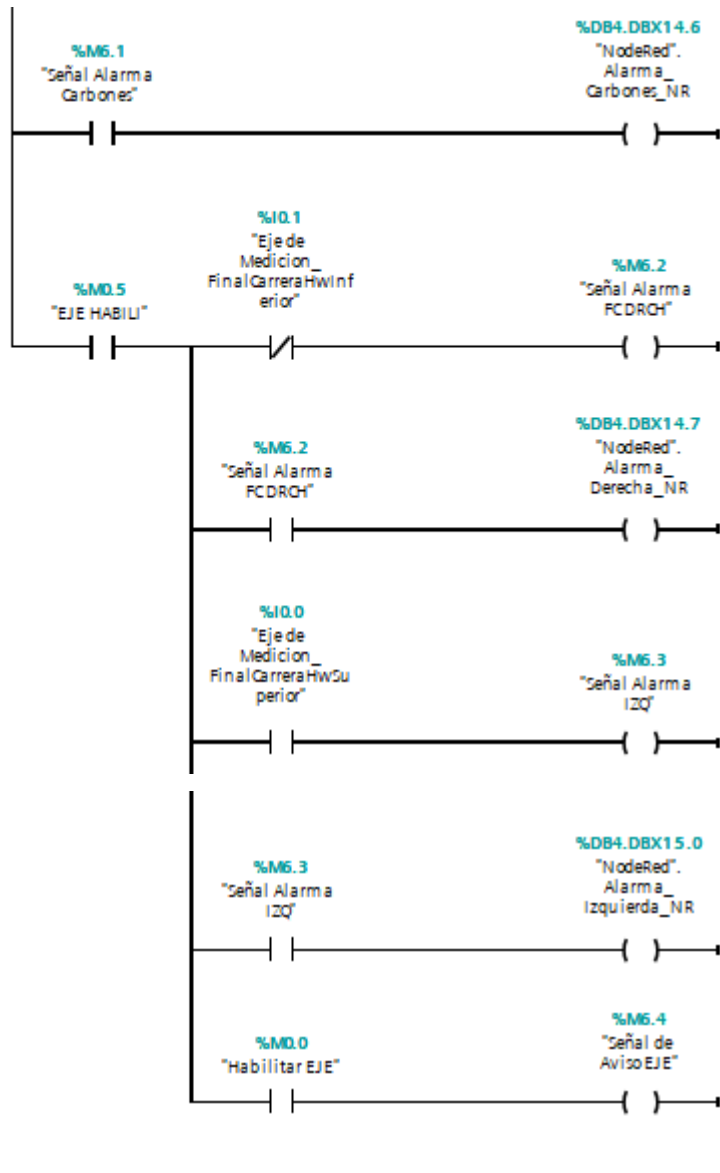 %M6.1
"Señal Alarma
Carbones"
%DB4.DBX14.6
"NodeRed".
Alarma_
Carbones_NR
%M0.5
"EJE HABILI"
%I0.1
"Eje de
Medicion_
FinalCarreraHwInf
erior"
%M6.2
"Señal Alarma
FCDRCH"
%M6.2
"Señal Alarma
FCDRCH"
%DB4.DBX14.7
"NodeRed".
Alarma_
Derecha_NR
%I0.0
"Eje de
Medicion_
FinalCarreraHwSu
perior"
%M6.3
"Señal Alarma
IZQ"
%M6.3
"Señal Alarma
IZQ"
%DB4.DBX15.0
"NodeRed".
Alarma_
Izquierda_NR
%M0.0
"Habilitar EJE"
%M6.4
"Señal de
Aviso EJE"